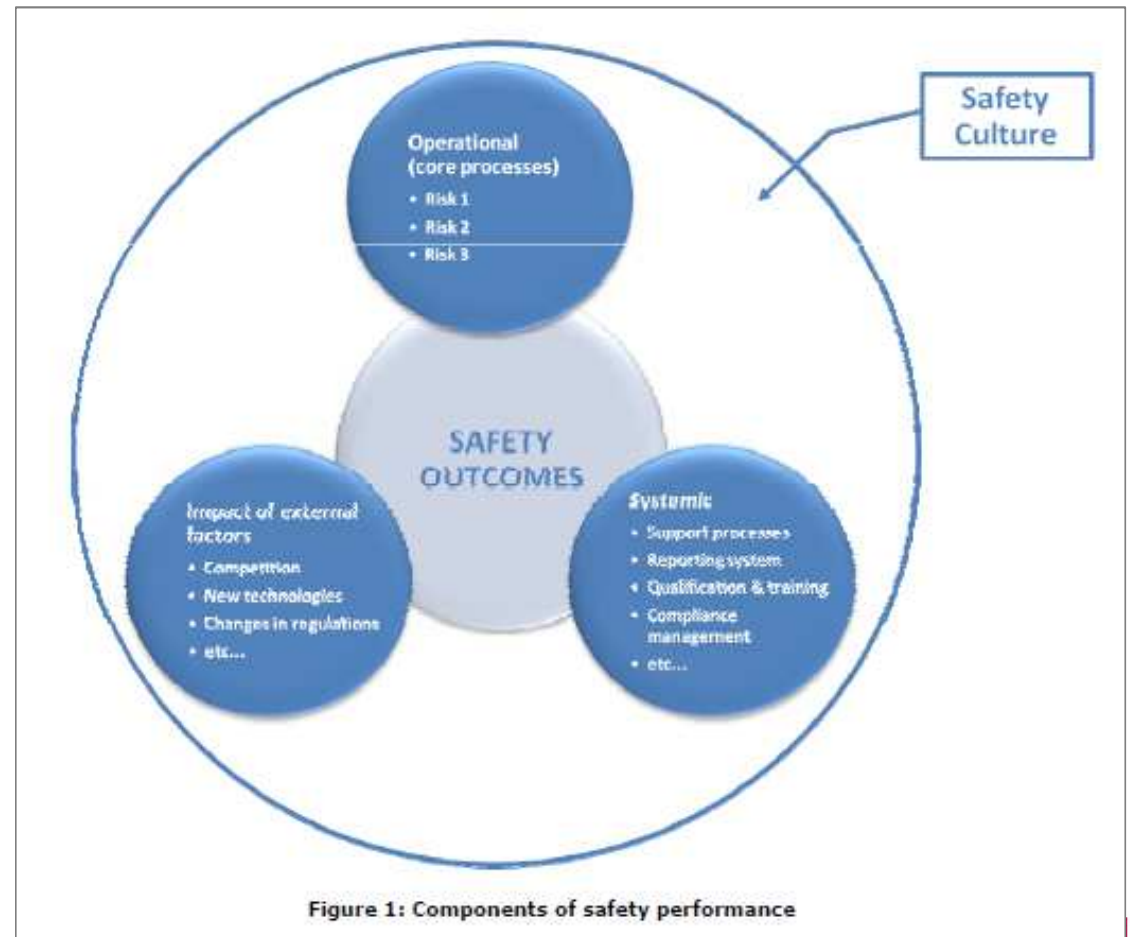 Safety
Culture
Operational
(core processes)
• Risk 1
• Risk 2
• Risk 3
SAFETY
OUTCOMES
Impact of external
factors
• Competition
• New technologies
• Changes in regulations
• etc...
Systemic
• Support processes
• Reporting system
• Qualification & training
• Compliance
management
• etc...
Figure 1: Components of safety performance